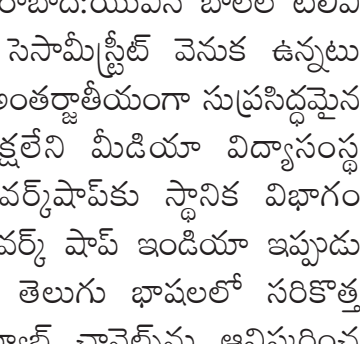 సెసామీస్ట్రీట్ వెనుక ఉన్నటు
అంతర్జాతీయంగా సుప్రసిద్ధమైన
క్షలేని మీడియా విద్యాసంస్థ
వర్క్‌షాప్‌కు స్థానిక విభాగం
వర్క్ షాప్ ఇండియా ఇప్పుడు
తెలుగు భాషలలో సరికొత్త